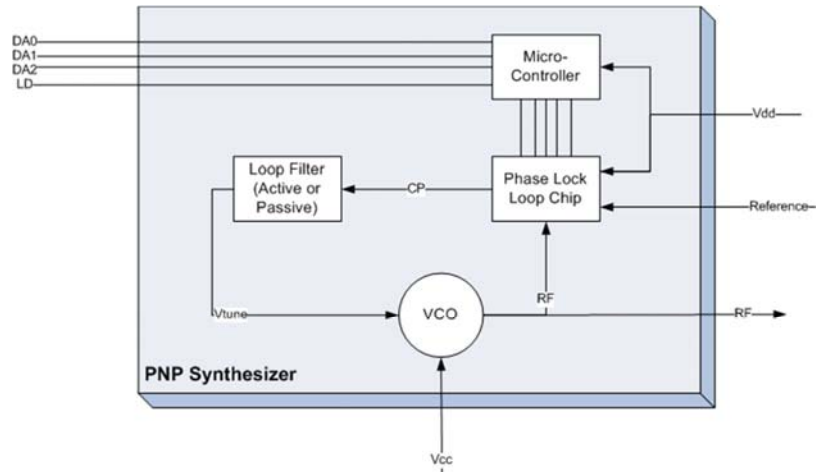 DA0
DA1
DA2
LD
Micro-
Controller
Vdd
Loop Filter
(Active or
Passive)
CP
Phase Lock
Loop Chip
Reference
RF
Vtune
VCO
RF
PNP Synthesizer
Vcc